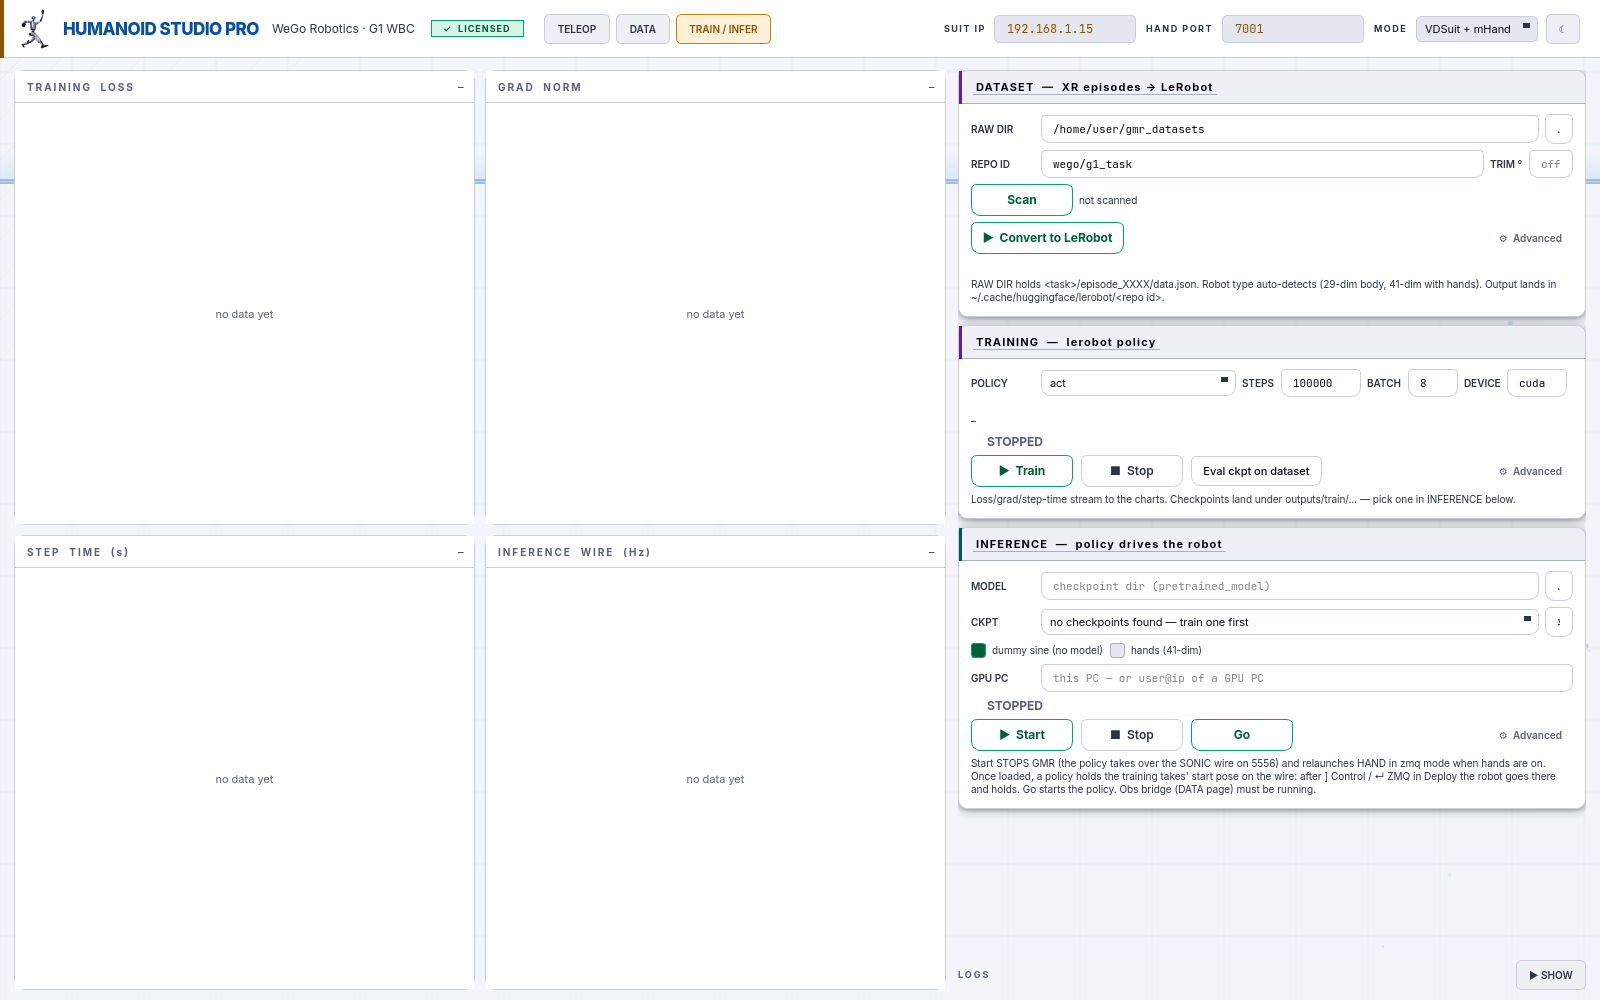 HUMANOID STUDIO PRO WeGo Robotics · G1 WBC ✓ LICENSED TELEOP DATA TRAIN / INFER SUIT IP 192.168.1.15 HAND PORT 7001 MODE VDSuit + mHand
TRAINING LOSS –
no data yet
GRAD NORM –
no data yet
STEP TIME (s) –
no data yet
INFERENCE WIRE (Hz) –
no data yet
DATASET — XR episodes → LeRobot
RAW DIR /home/user/gmr_datasets .
REPO ID wego/g1_task TRIM ° off
Scan not scanned
▶ Convert to LeRobot ⚙ Advanced
RAW DIR holds <task>/episode_XXXX/data.json. Robot type auto-detects (29-dim body, 41-dim with hands). Output lands in
~/.cache/huggingface/lerobot/<repo id>.
TRAINING — lerobot policy
POLICY act STEPS 100000 BATCH 8 DEVICE cuda
–
STOPPED
▶ Train ■ Stop Eval ckpt on dataset ⚙ Advanced
Loss/grad/step-time stream to the charts. Checkpoints land under outputs/train/... — pick one in INFERENCE below.
INFERENCE — policy drives the robot
MODEL checkpoint dir (pretrained_model) .
CKPT no checkpoints found — train one first
dummy sine (no model) hands (41-dim)
GPU PC this PC — or user@ip of a GPU PC
STOPPED
▶ Start ■ Stop Go ⚙ Advanced
Start STOPS GMR (the policy takes over the SONIC wire on 5556) and relaunches HAND in zmq mode when hands are on.
Once loaded, a policy holds the training takes' start pose on the wire: after ] Control / ↵ ZMQ in Deploy the robot goes there
and holds. Go starts the policy. Obs bridge (DATA page) must be running.
LOGS ▶ SHOW